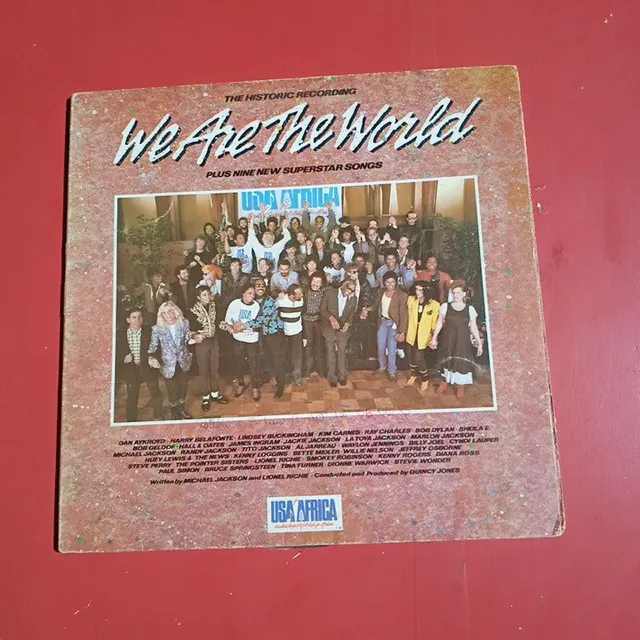 THE HISTORIC RECORDING
We Are The World
PLUS NINE NEW SUPERSTAR SONGS
USA AFRICA
USA
DAN AYKROYD · HARRY BELAFONTE · LINDSEY BUCKINGHAM · KIM CARNES · RAY CHARLES · BOB DYLAN · SHEILA E.
BOB GELDOF · HALL & OATES · JAMES INGRAM · JACKIE JACKSON · LA TOYA JACKSON · MARLON JACKSON
MICHAEL JACKSON · RANDY JACKSON · TITO JACKSON · AL JARREAU · WAYLON JENNINGS · BILLY JOEL · CYNDI LAUPER
HUEY LEWIS & THE NEWS · KENNY LOGGINS · BETTE MIDLER · WILLIE NELSON · JEFFREY OSBORNE
STEVE PERRY · THE POINTER SISTERS · LIONEL RICHIE · SMOKEY ROBINSON · KENNY ROGERS · DIANA ROSS
PAUL SIMON · BRUCE SPRINGSTEEN · TINA TURNER · DIONNE WARWICK · STEVIE WONDER
Written by MICHAEL JACKSON and LIONEL RICHIE · Conducted and Produced by QUINCY JONES
USA AFRICA